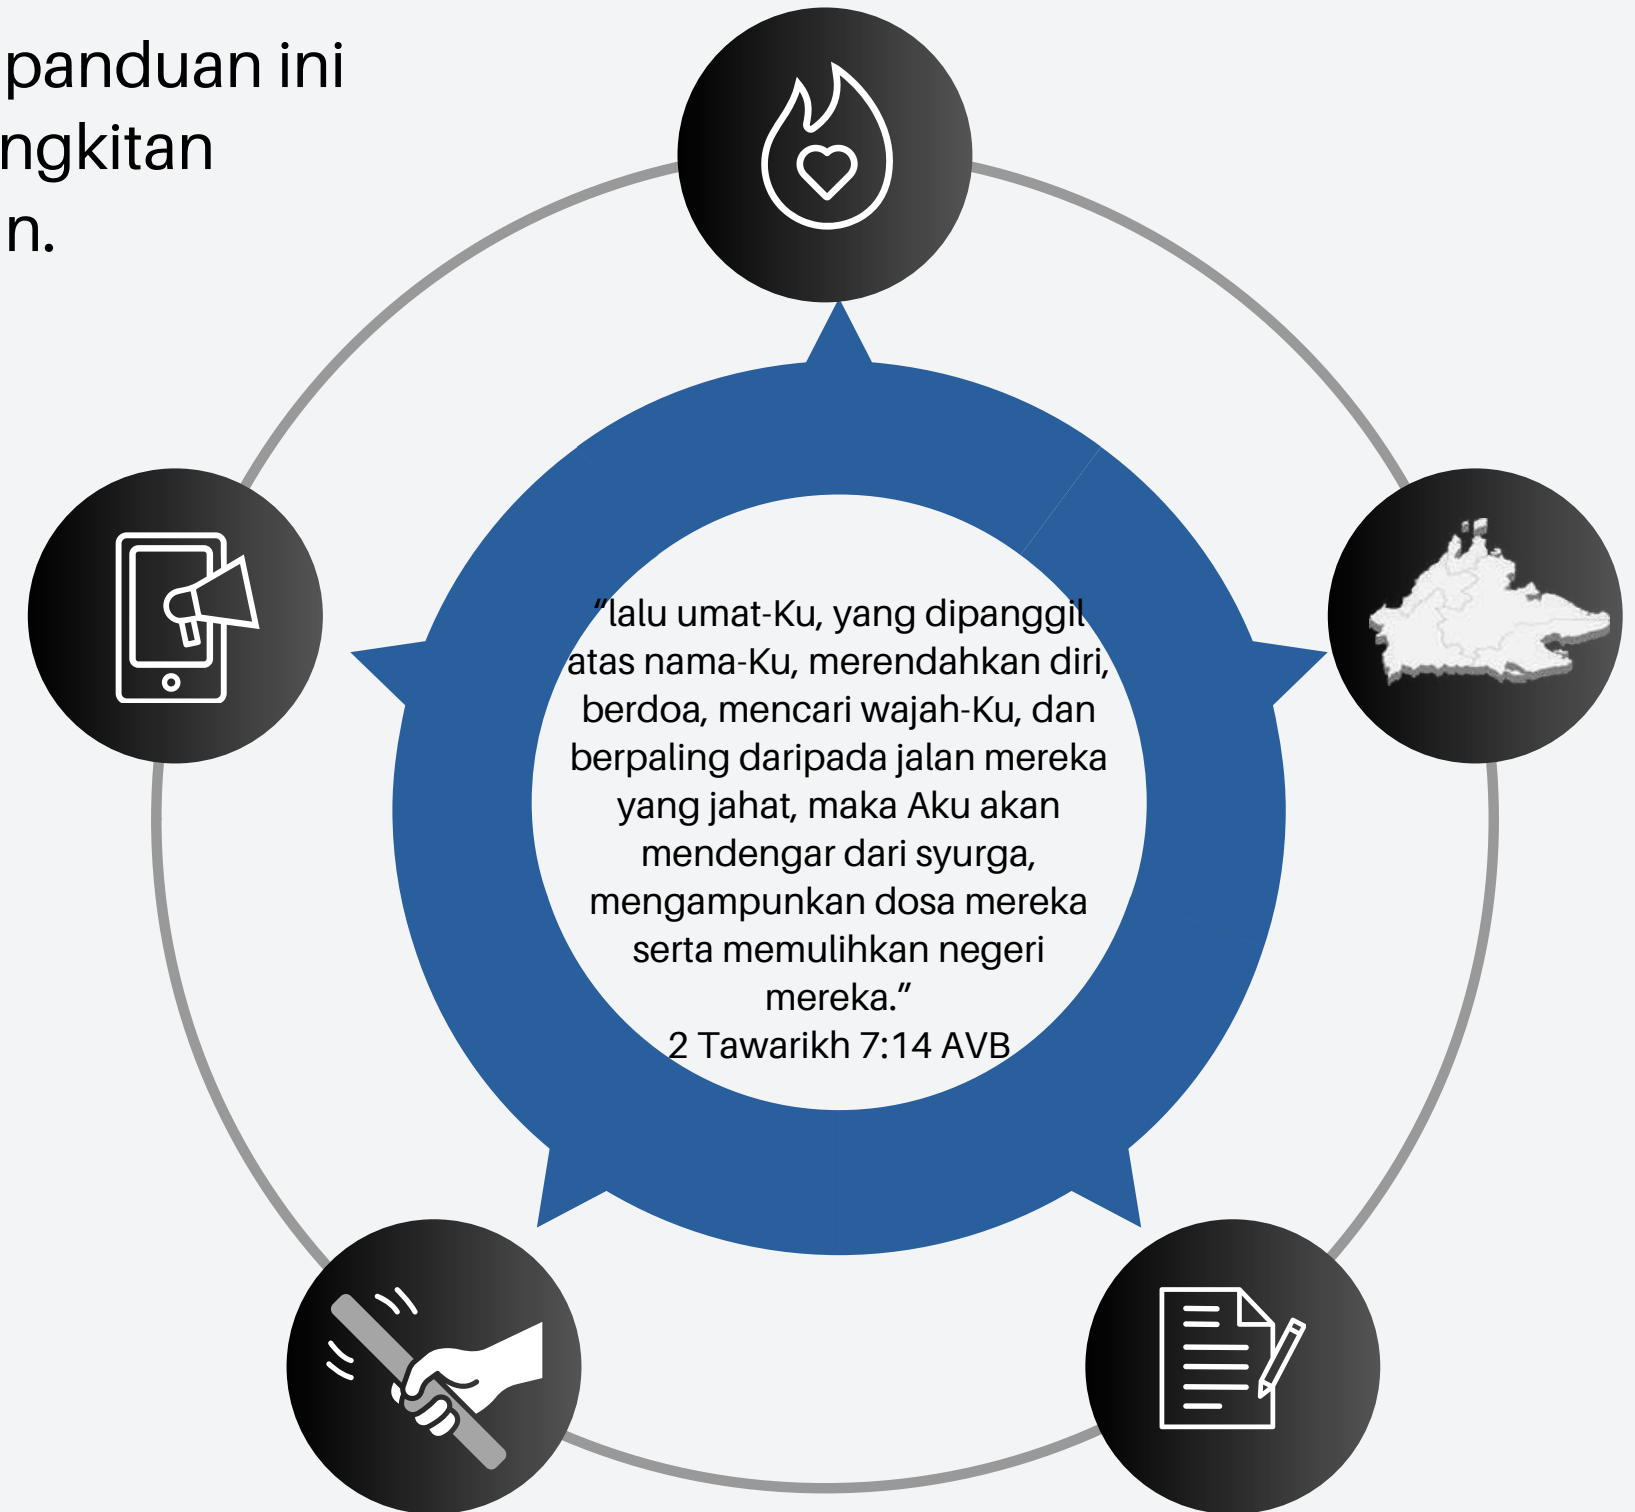 panduan ini
ngkitan
n.
“lalu umat-Ku, yang dipanggil
atas nama-Ku, merendahkan diri,
berdoa, mencari wajah-Ku, dan
berpaling daripada jalan mereka
yang jahat, maka Aku akan
mendengar dari syurga,
mengampunkan dosa mereka
serta memulihkan negeri
mereka.”
2 Tawarikh 7:14 AVB